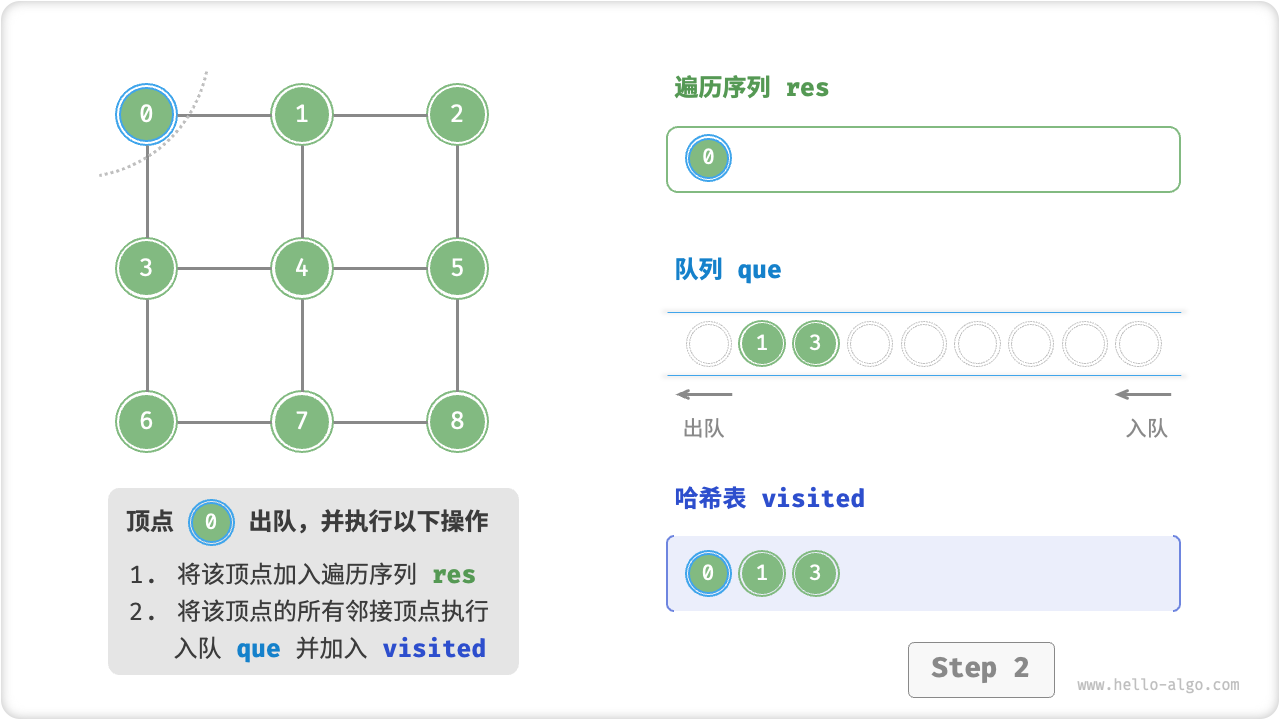 0 1 2
3 4 5
6 7 8
顶点 0 出队，并执行以下操作
1. 将该顶点加入遍历序列 res
2. 将该顶点的所有邻接顶点执行
入队 que 并加入 visited
遍历序列 res
0
队列 que
1 3
出队 入队
哈希表 visited
0 1 3
Step 2
www.hello-algo.com